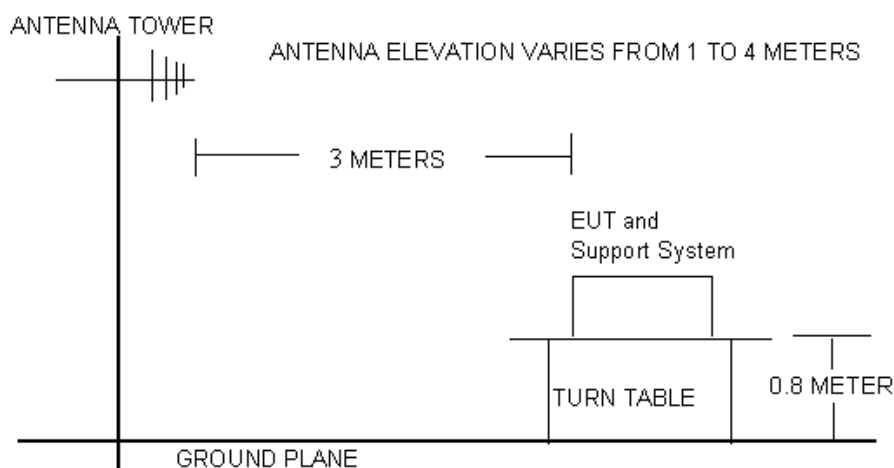 ANTENNA TOWER
ANTENNA ELEVATION VARIES FROM 1 TO 4 METERS
3 METERS
EUT and
Support System
TURN TABLE
0.8 METER
GROUND PLANE